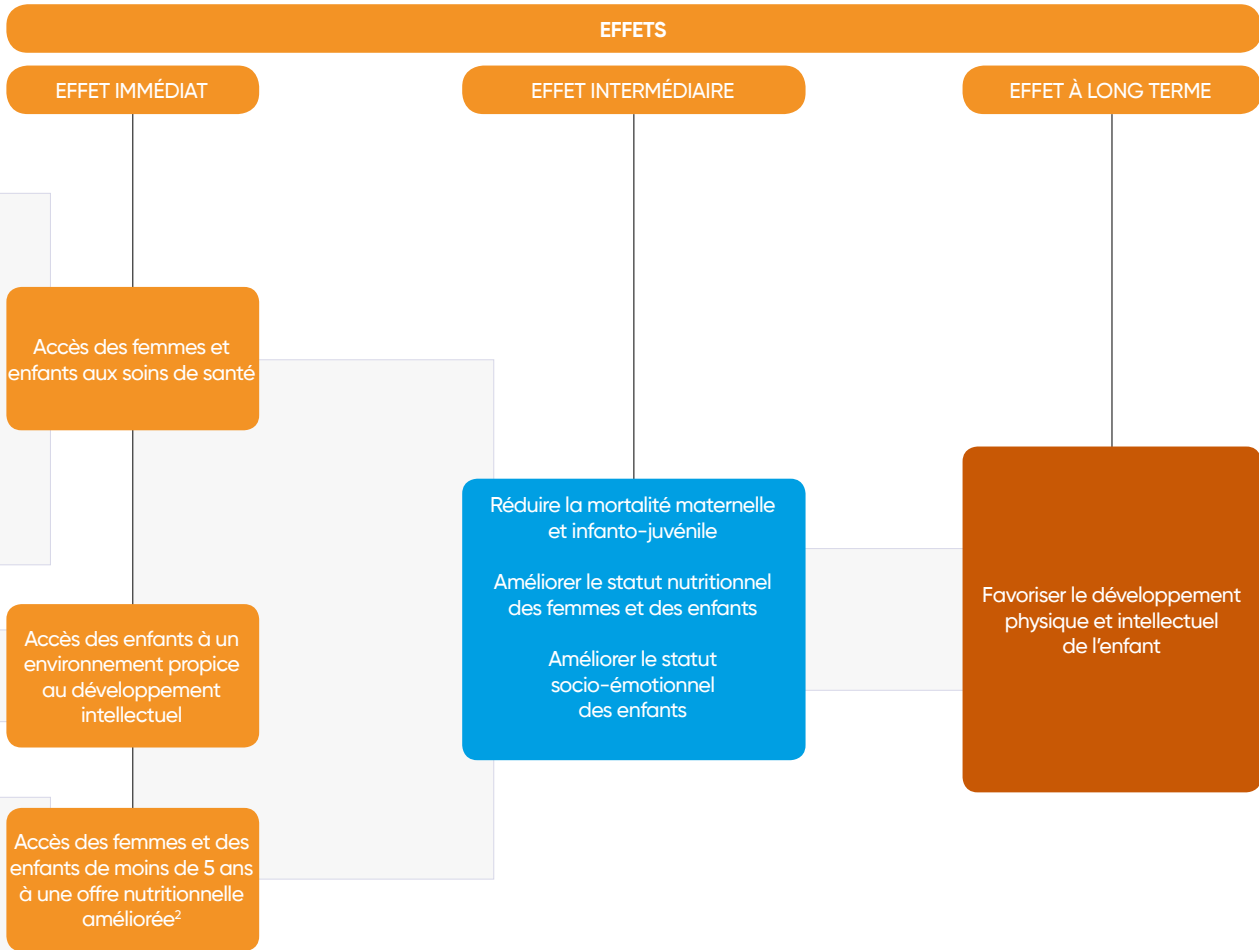 EFFETS
EFFET IMMÉDIAT
EFFET INTERMÉDIAIRE
EFFET À LONG TERME
Accès des femmes et
enfants aux soins de santé
Accès des enfants à un
environnement propice
au développement
intellectuel
Accès des femmes et des
enfants de moins de 5 ans
à une offre nutritionnelle
améliorée²
Réduire la mortalité maternelle
et infanto-juvénile
Améliorer le statut nutritionnel
des femmes et des enfants
Améliorer le statut
socio-émotionnel
des enfants
Favoriser le développement
physique et intellectuel
de l'enfant